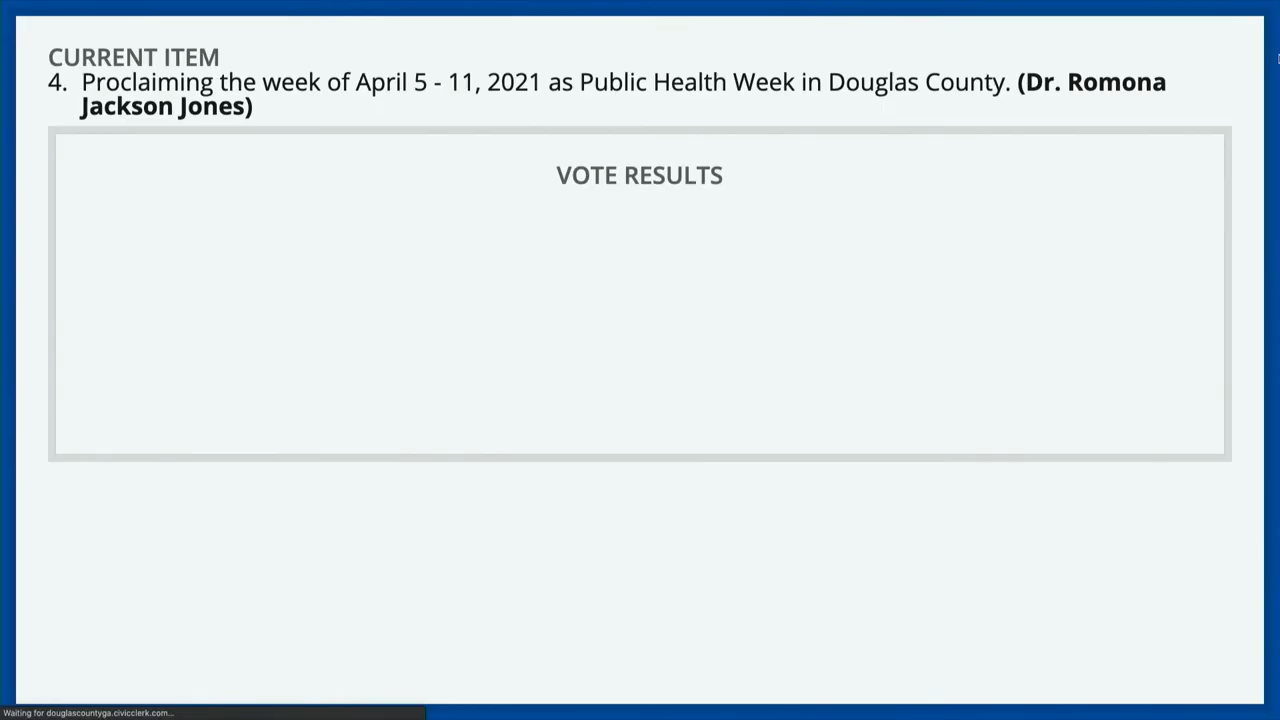 CURRENT ITEM
4. Proclaiming the week of April 5 - 11, 2021 as Public Health Week in Douglas County. (Dr. Romona
Jackson Jones)
VOTE RESULTS
Waiting for douglascountyga.civicclerk.com...